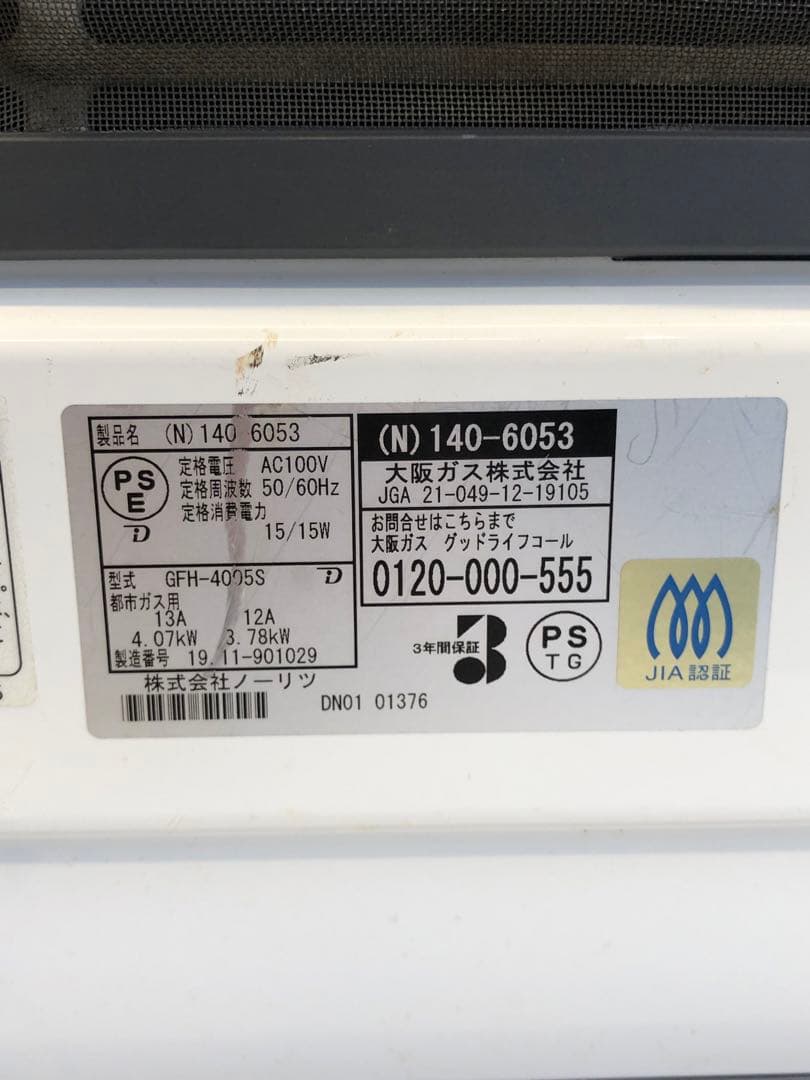 製品名 (N)140-6053
PS
E
定格電圧 AC100V
定格周波数 50/60Hz
定格消費電力
15/15W
型式 GFH-4005S
都市ガス用
13A 12A
4.07kW 3.78kW
製造番号 19.11-901029
株式会社ノーリツ
DN01 01376
(N)140-6053
大阪ガス株式会社
JGA 21-049-12-19105
お問合せはこちらまで
大阪ガス グッドライフコール
0120-000-555
3年間保証
3
PS
TG
JIA認証